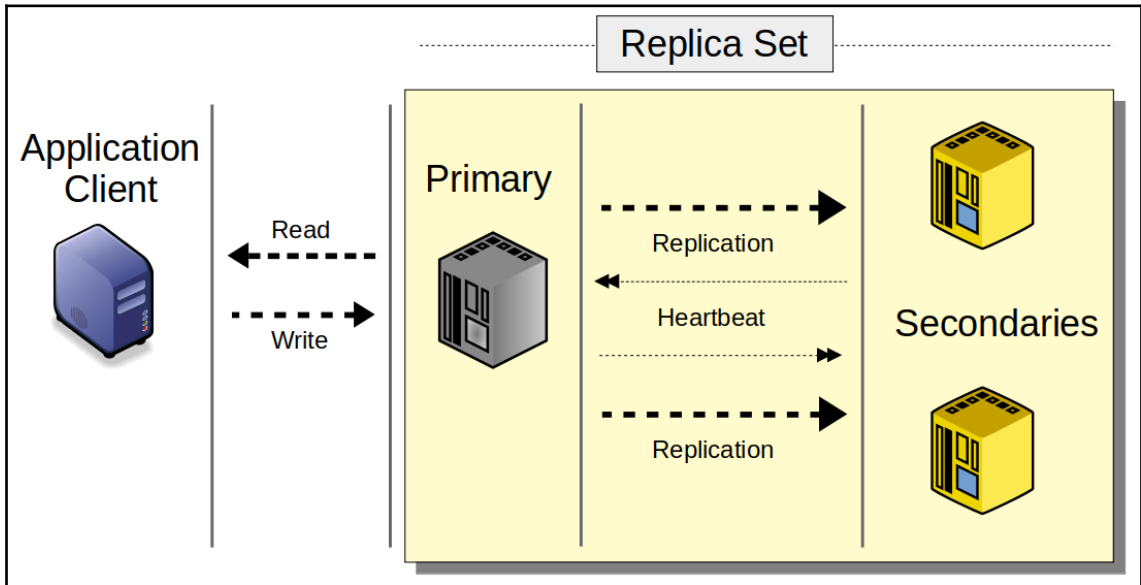 Replica Set
Application
Client
Primary
Read
Write
Replication
Heartbeat
Replication
Secondaries